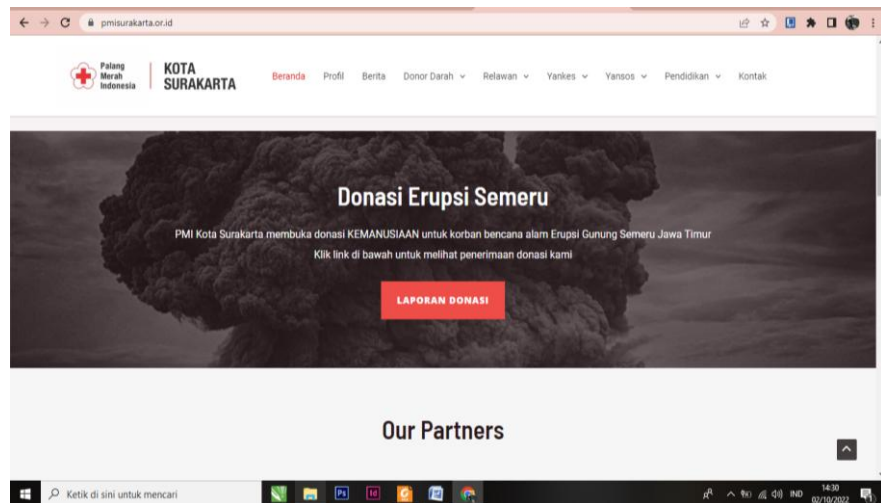 pmisurakarta.or.id
Palang
Merah
Indonesia
KOTA
SURAKARTA
Beranda Profil Berita Donor Darah Relawan Yankes Yansos Pendidikan Kontak
Donasi Erupsi Semeru
PMI Kota Surakarta membuka donasi KEMANUSIAAN untuk korban bencana alam Erupsi Gunung Semeru Jawa Timur
Klik link di bawah untuk melihat penerimaan donasi kami
LAPORAN DONASI
Our Partners
Ketik di sini untuk mencari
Ps
Id
IND
14:30
02/10/2022